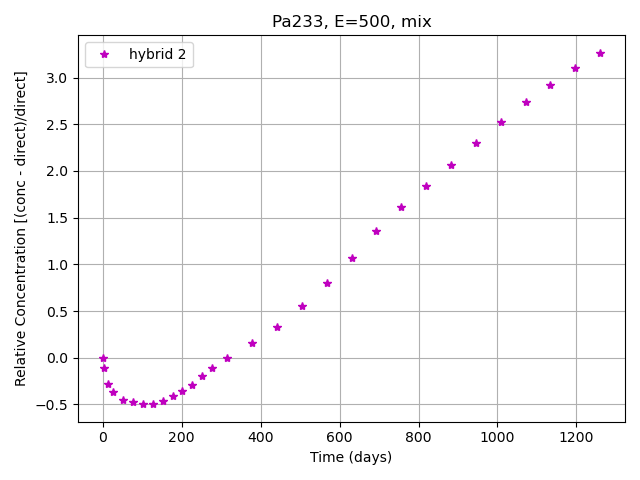 Pa233, E=500, mix
hybrid 2
Relative Concentration [(conc - direct)/direct]
3.0
2.5
2.0
1.5
1.0
0.5
0.0
−0.5
0 200 400 600 800 1000 1200
Time (days)